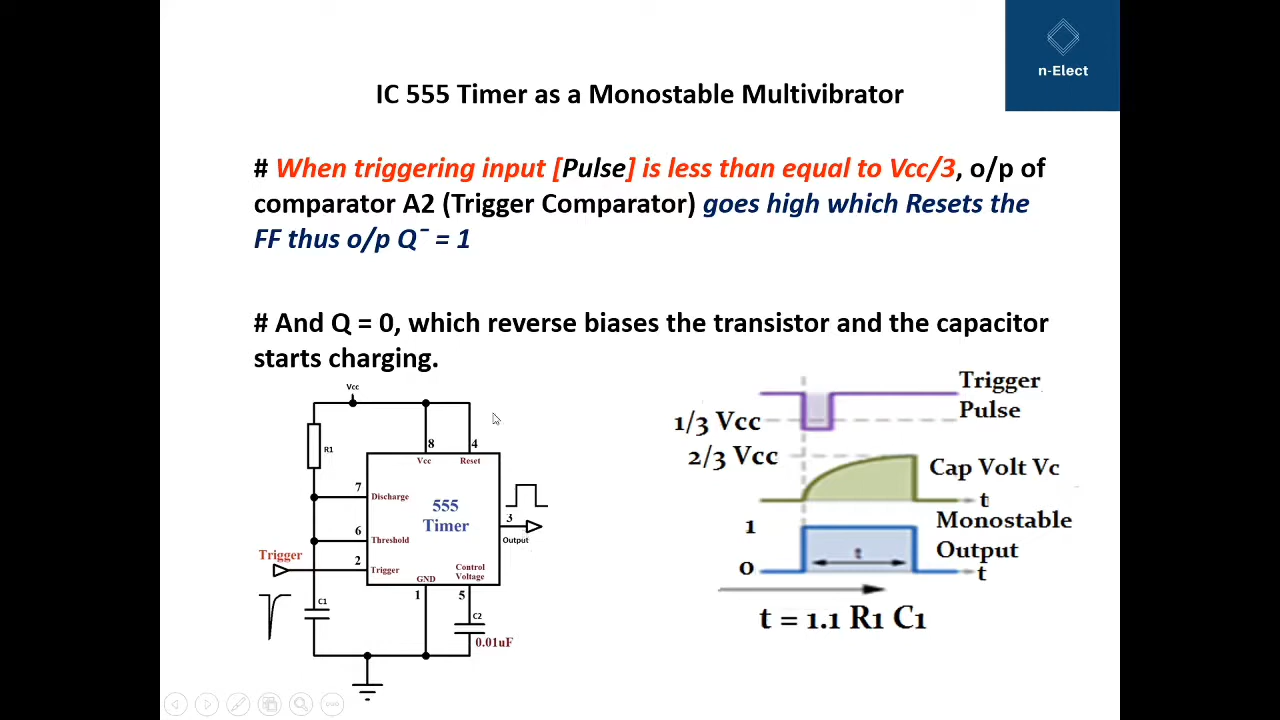 n-Elect
IC 555 Timer as a Monostable Multivibrator
# When triggering input [Pulse] is less than equal to Vcc/3, o/p of
comparator A2 (Trigger Comparator) goes high which Resets the
FF thus o/p Q¯ = 1
# And Q = 0, which reverse biases the transistor and the capacitor
starts charging.
Vcc
R1
8
4
Vcc
Reset
7
Discharge
555
Timer
6
Threshold
3
Output
Trigger
2
Trigger
GND
Control
Voltage
1
5
C1
C2
0.01uF
Trigger
Pulse
1/3 Vcc
2/3 Vcc
Cap Volt Vc
t
1
Monostable
Output
t
0
t
t = 1.1 R1 C1